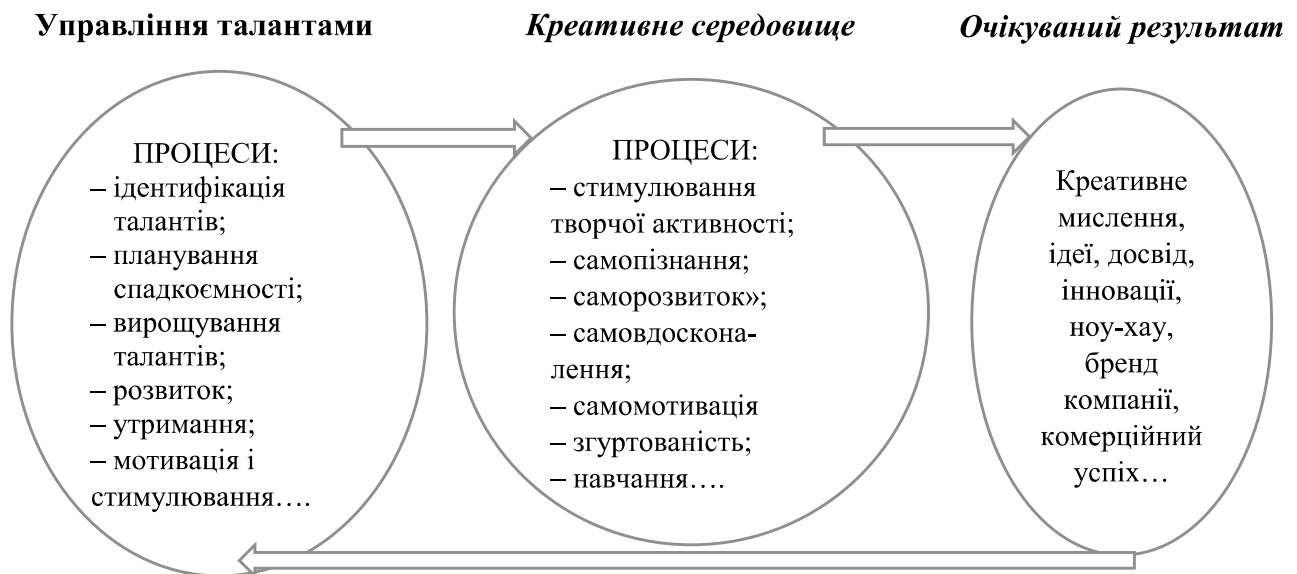 Управління талантами
Креативне середовище
Очікуваний результат
ПРОЦЕСИ:
– ідентифікація
талантів;
– планування
спадкоємності;
– вирощування
талантів;
– розвиток;
– утримання;
– мотивація і
стимулювання….
ПРОЦЕСИ:
– стимулювання
творчої активності;
– самопізнання;
– саморозвиток»;
– самовдоскона-
лення;
– самомотивація
– згуртованість;
– навчання….
Креативне
мислення,
ідеї, досвід,
інновації,
ноу-хау,
бренд
компанії,
комерційний
успіх…